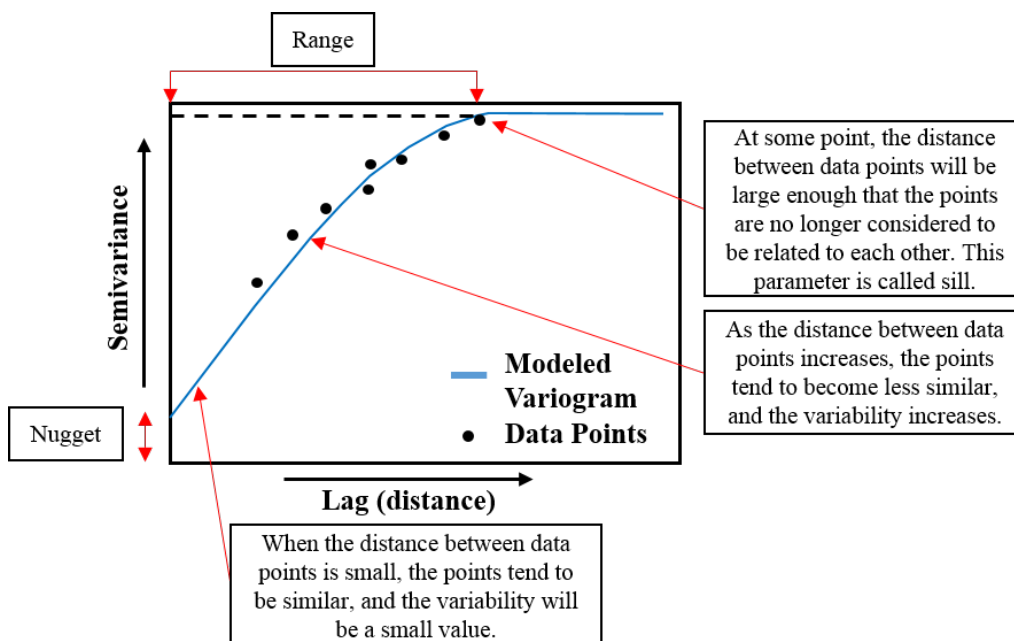 Range
At some point, the distance
between data points will be
large enough that the points
are no longer considered to
be related to each other. This
parameter is called sill.
Semivariance
As the distance between data
points increases, the points
tend to become less similar,
and the variability increases.
Modeled
Variogram
Data Points
Nugget
Lag (distance)
When the distance between data
points is small, the points tend to
be similar, and the variability will
be a small value.